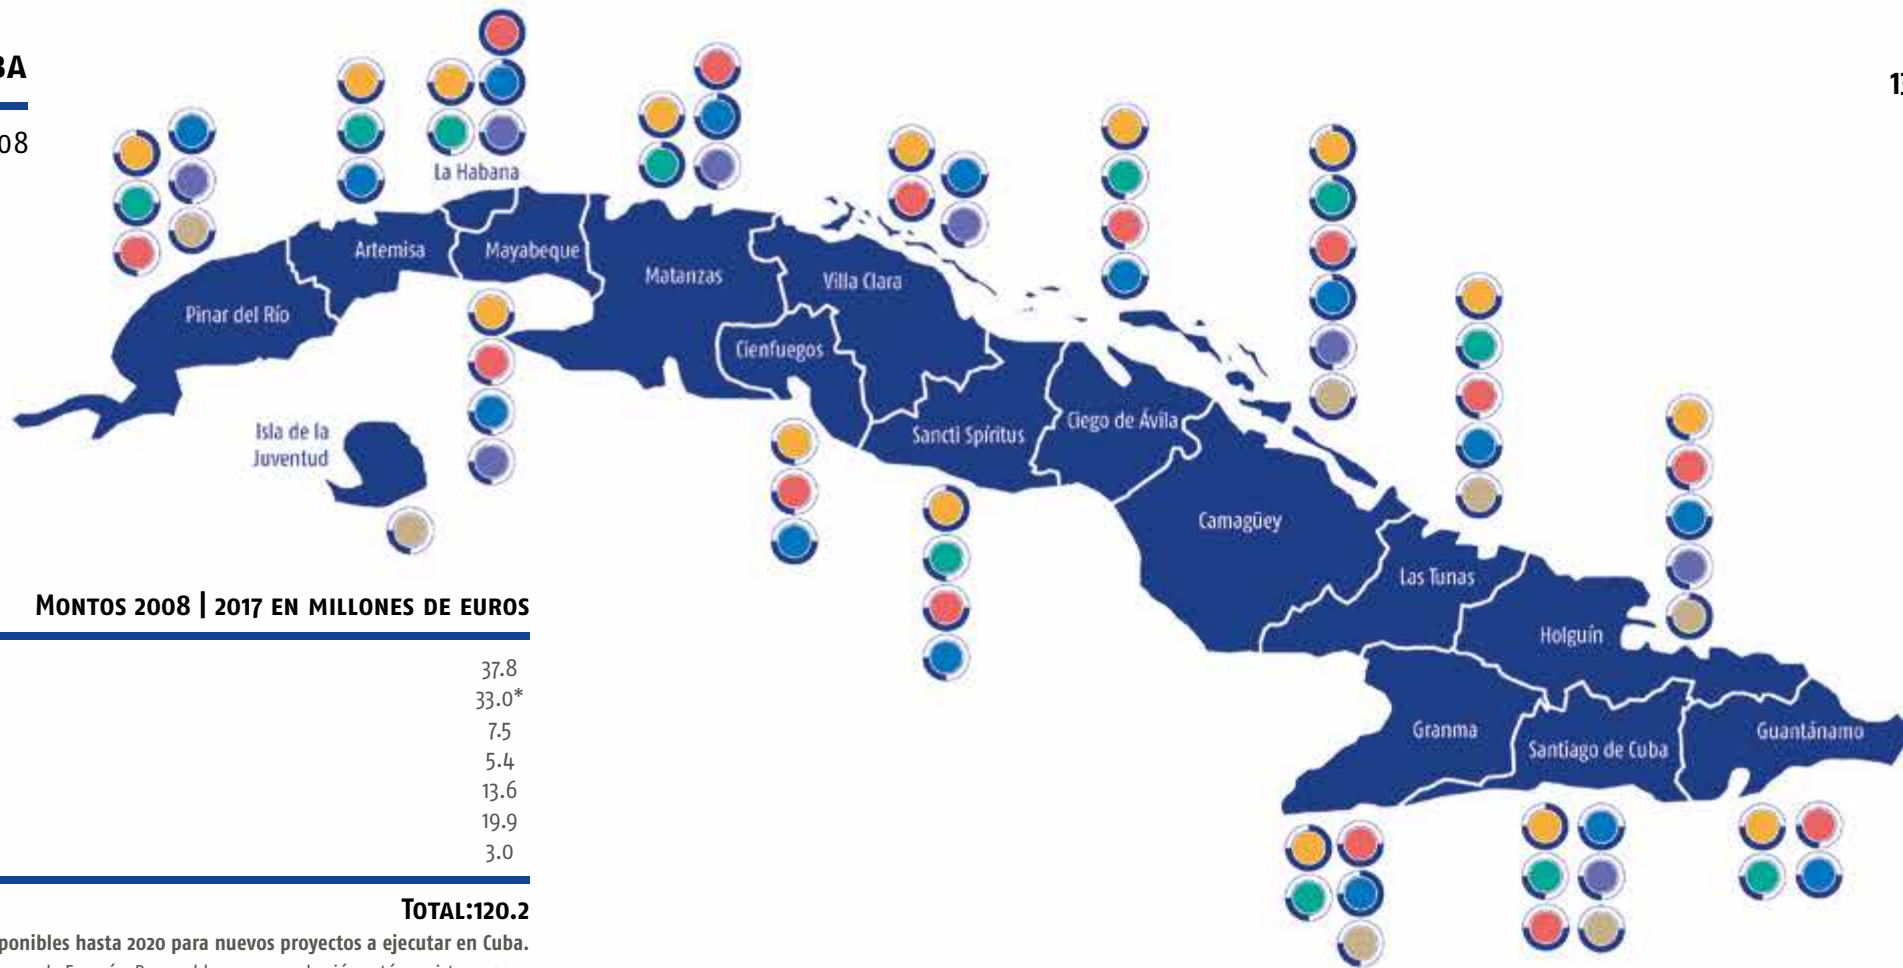 BA
08
13
La Habana
Artemisa
Mayabeque
Matanzas
Villa Clara
Pinar del Río
Cienfuegos
Isla de la
Juventud
Sancti Spíritus
Ciego de Ávila
Camagüey
Las Tunas
Holguín
Granma
Santiago de Cuba
Guantánamo
Montos 2008 | 2017 en millones de euros
37.8
33.0*
7.5
5.4
13.6
19.9
3.0
Total:120.2
ponibles hasta 2020 para nuevos proyectos a ejecutar en Cuba.